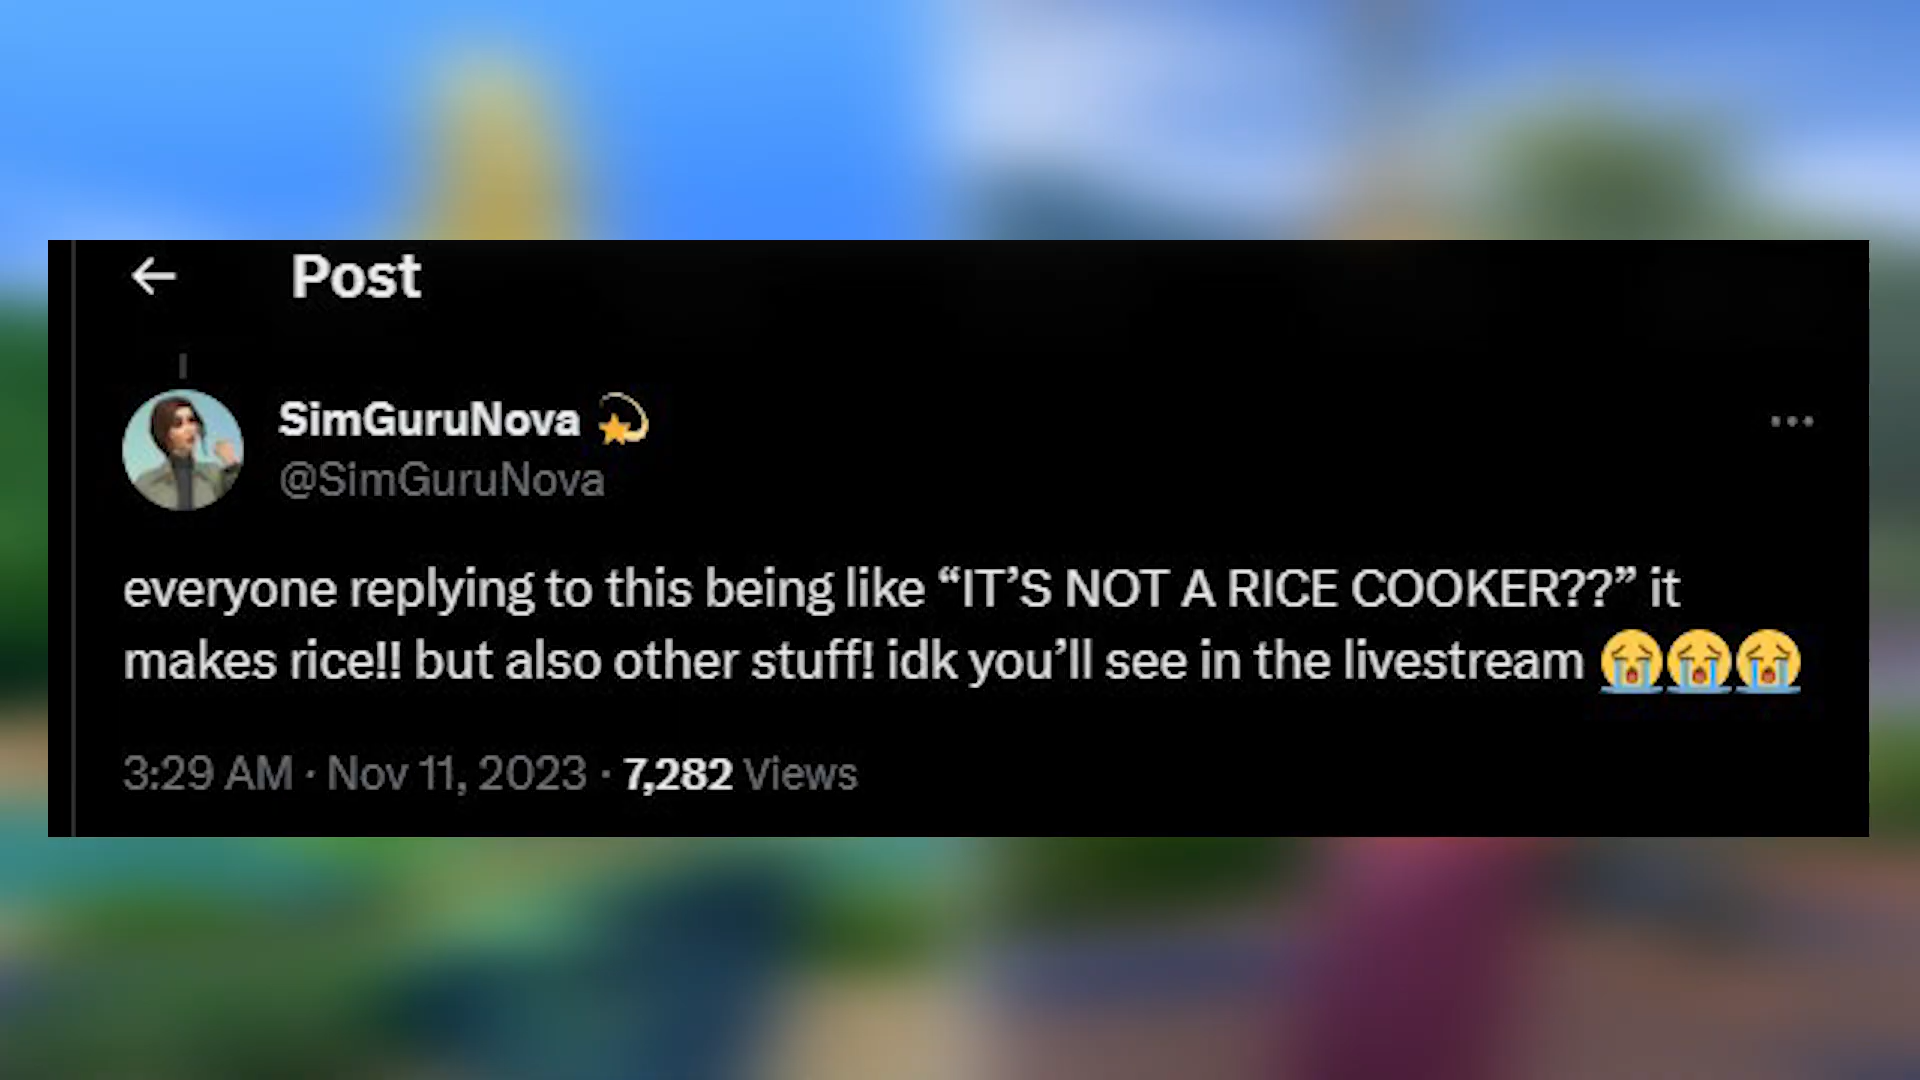 Post
SimGuruNova 💫
@SimGuruNova
everyone replying to this being like “IT’S NOT A RICE COOKER??” it
makes rice!! but also other stuff! idk you’ll see in the livestream 😭😭😭
3:29 AM · Nov 11, 2023 · 7,282 Views